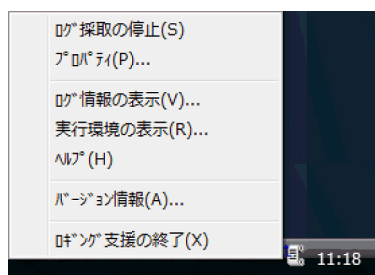 ﾛｸﾞ採取の停止(S)
ﾌﾟﾛﾊﾟﾃｨ(P)...
ﾛｸﾞ情報の表示(V)...
実行環境の表示(R)...
ﾍﾙﾌﾟ(H)
ﾊﾞｰｼﾞｮﾝ情報(A)...
ﾛｷﾞﾝｸﾞ支援の終了(X)
11:18